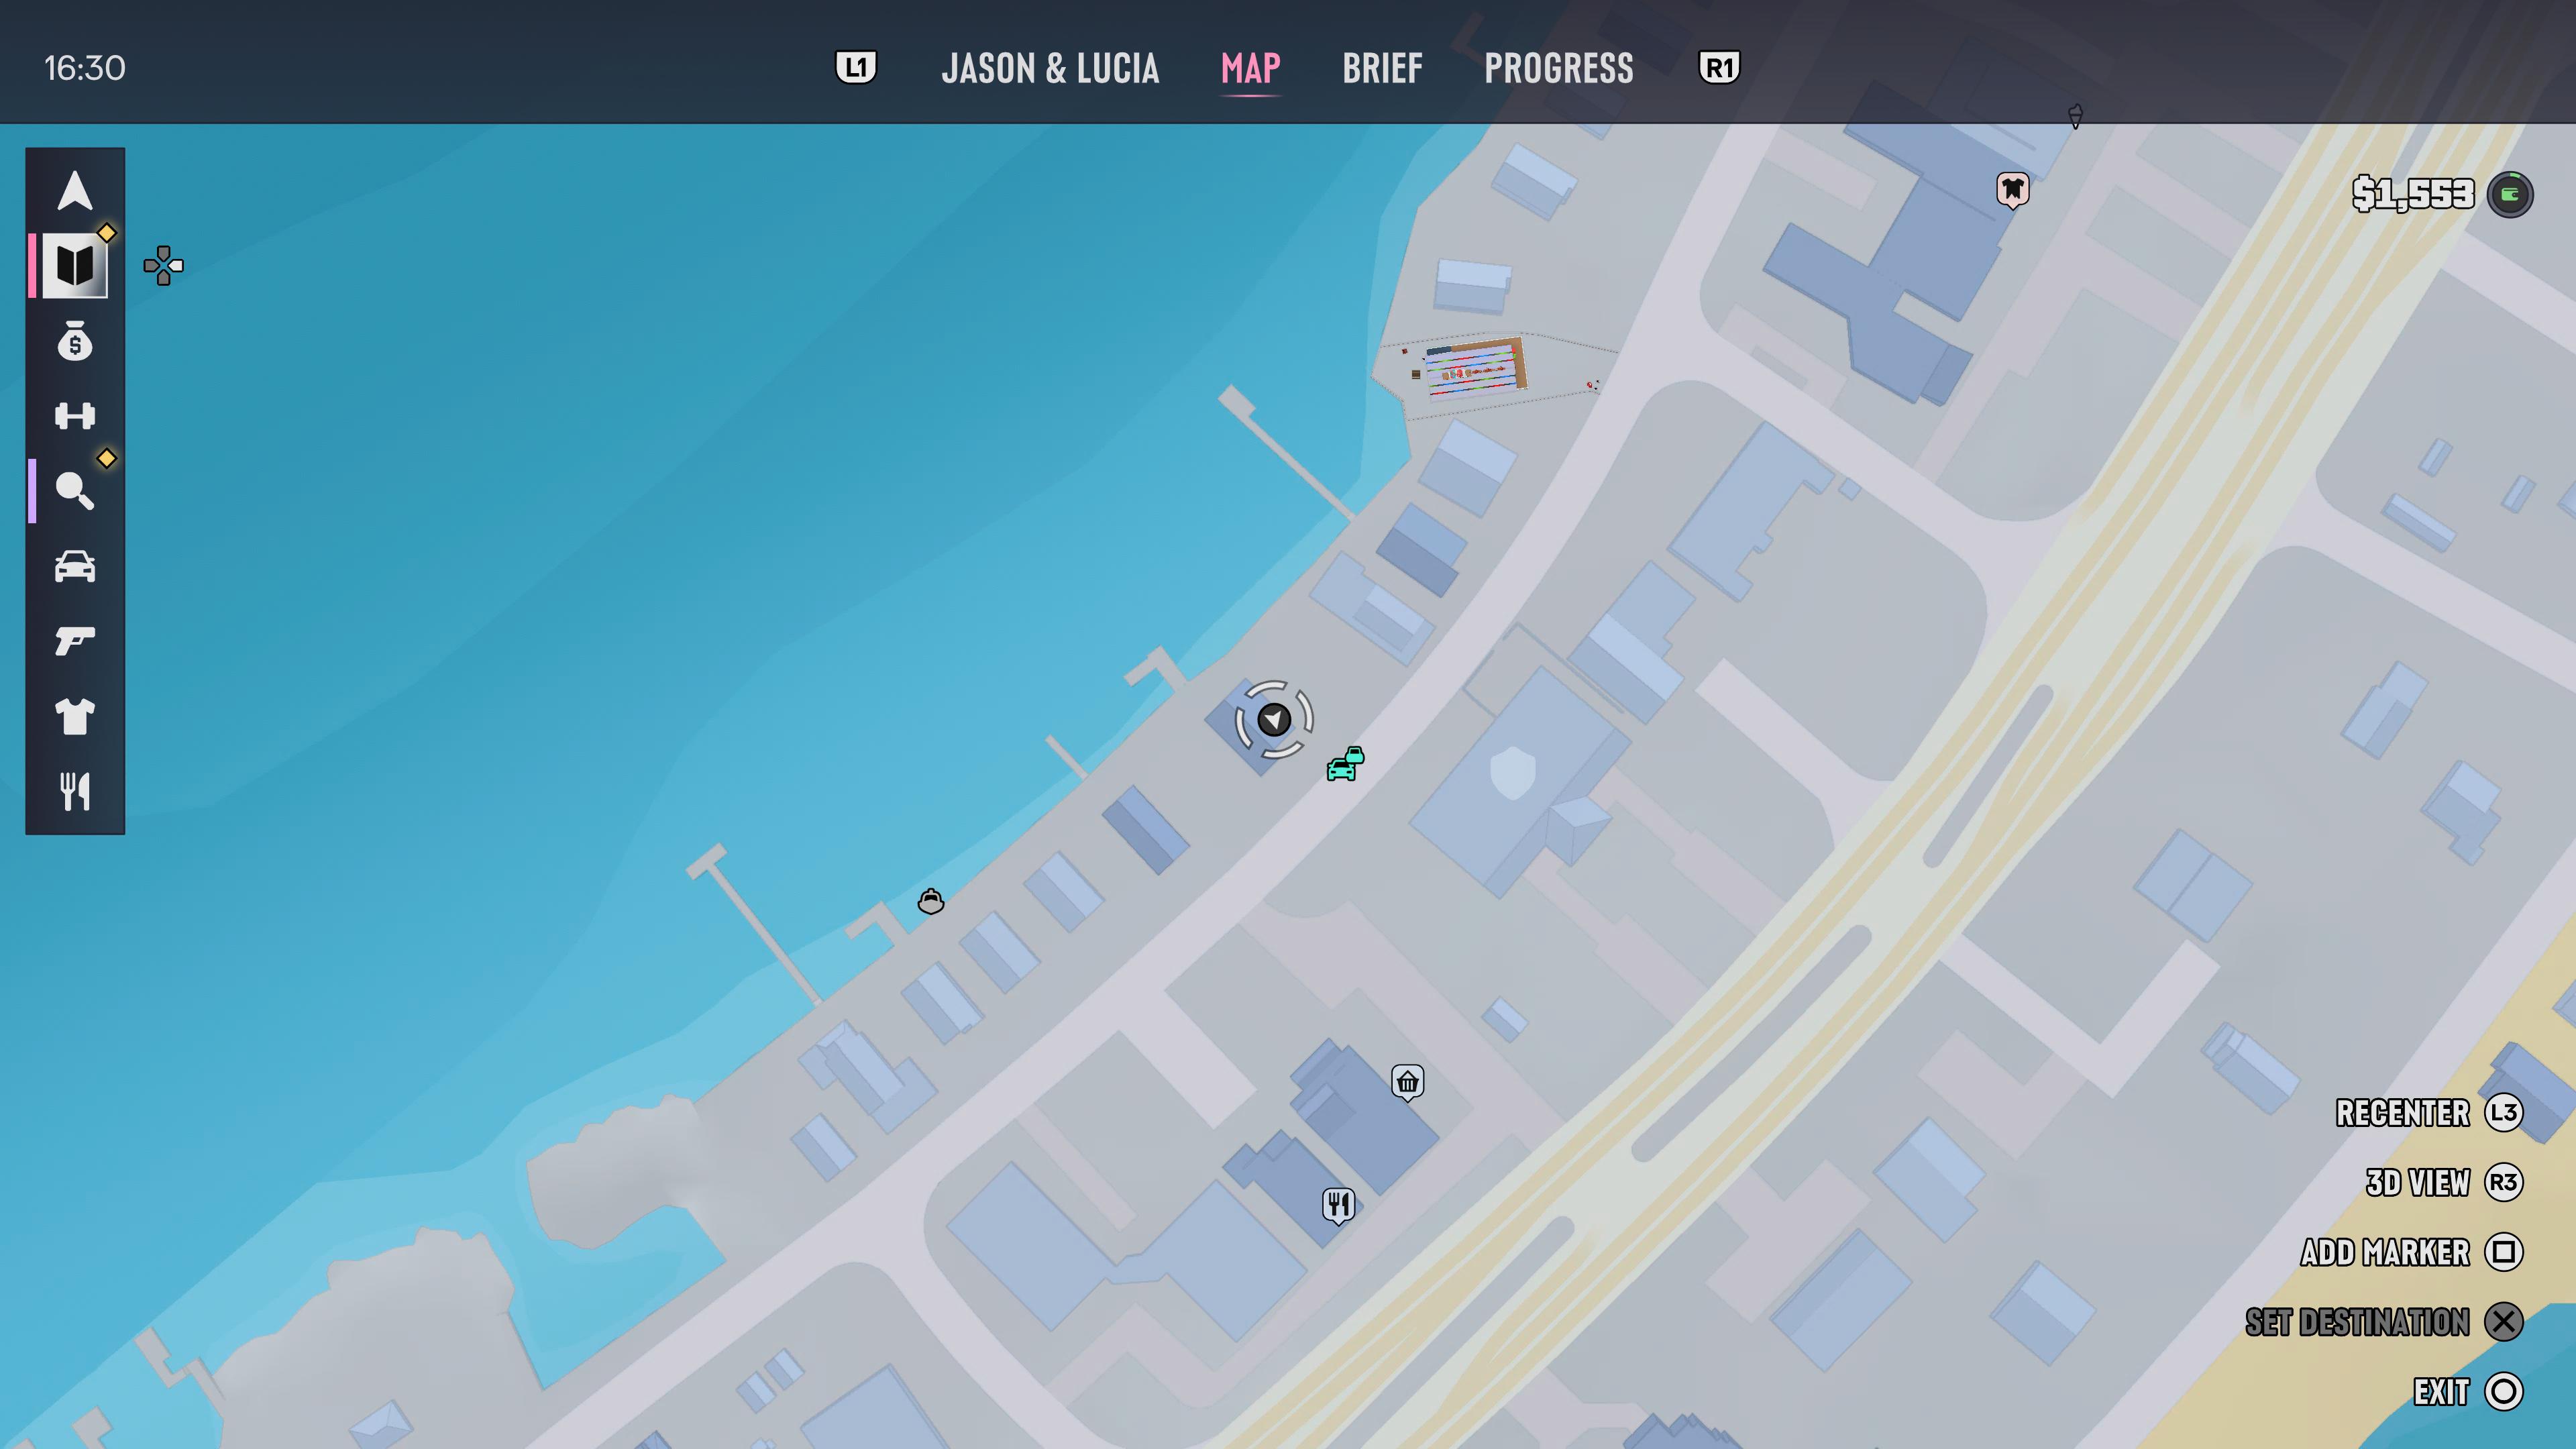 16:30
L1 JASON & LUCIA MAP BRIEF PROGRESS R1
$1,553
RECENTER L3
3D VIEW R3
ADD MARKER
SET DESTINATION
EXIT